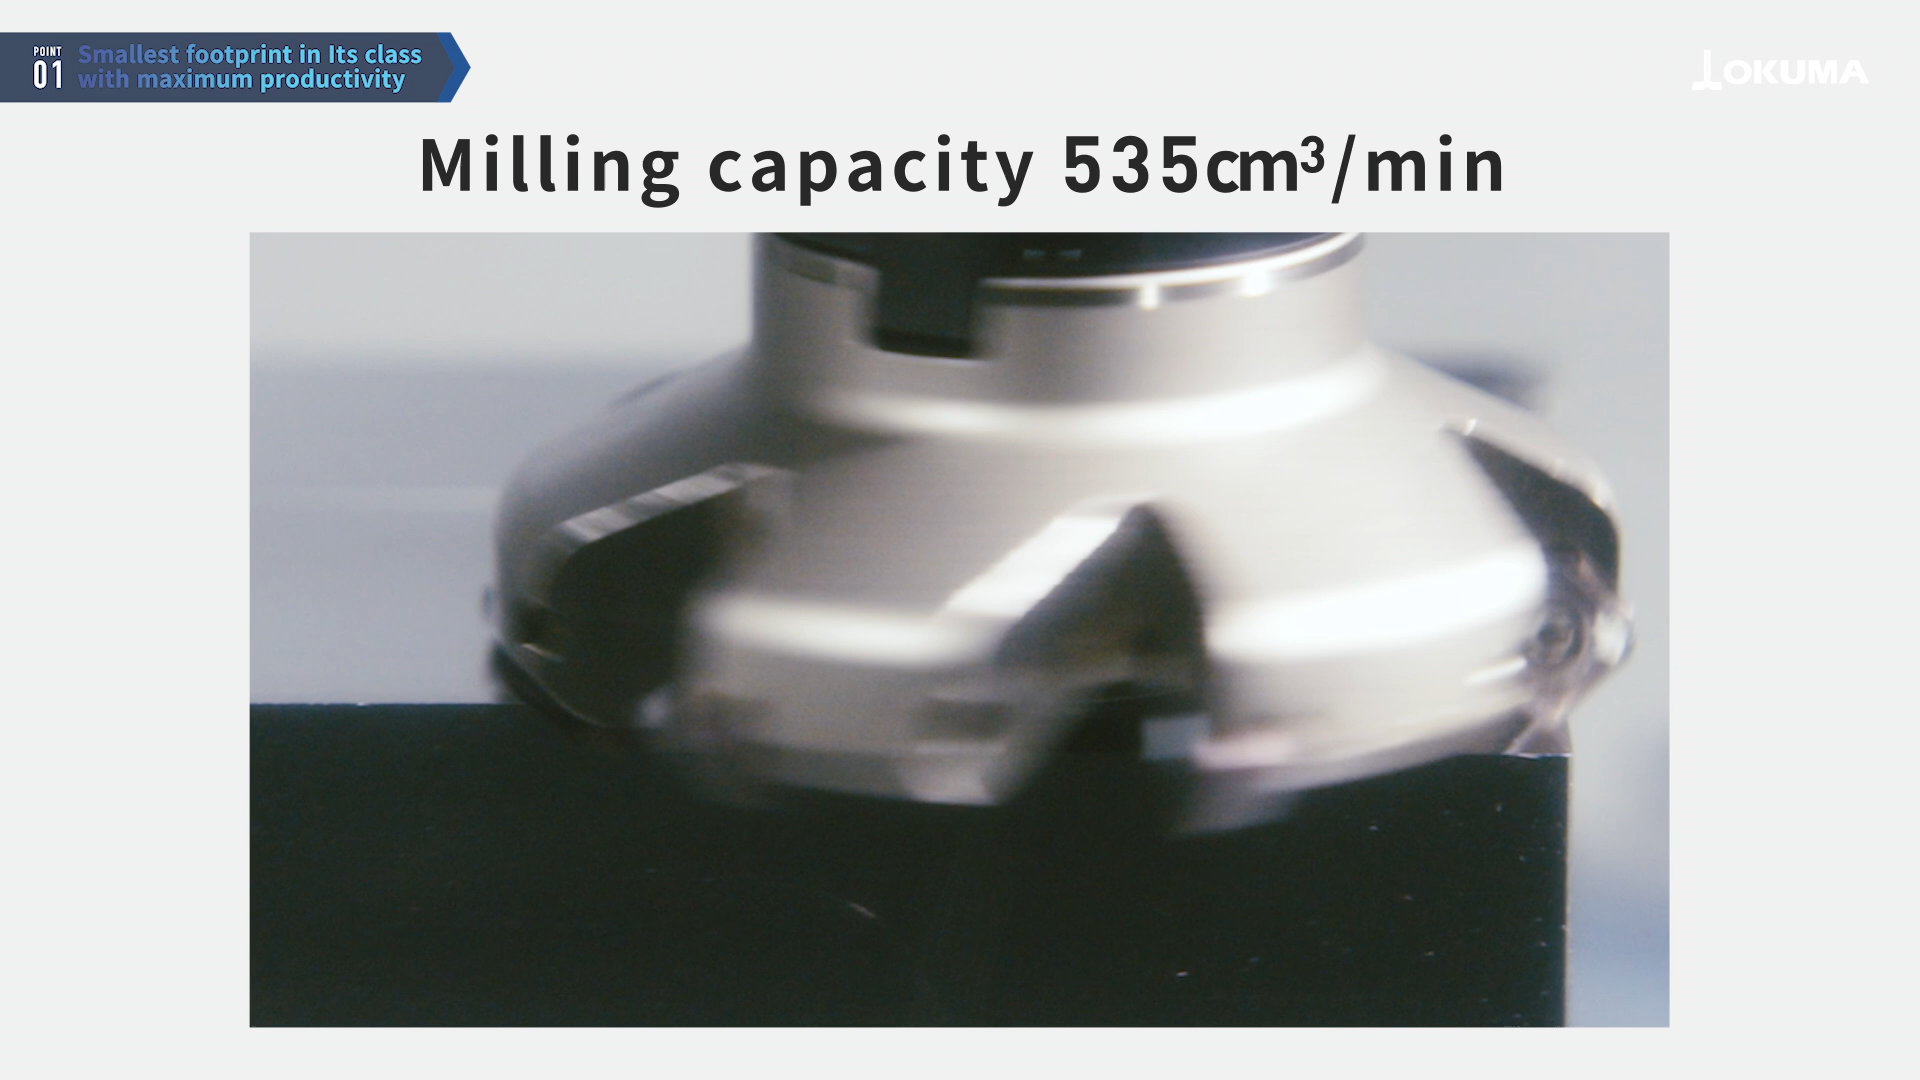 POINT
01
Smallest footprint in Its class
with maximum productivity
OKUMA
Milling capacity 535cm³/min